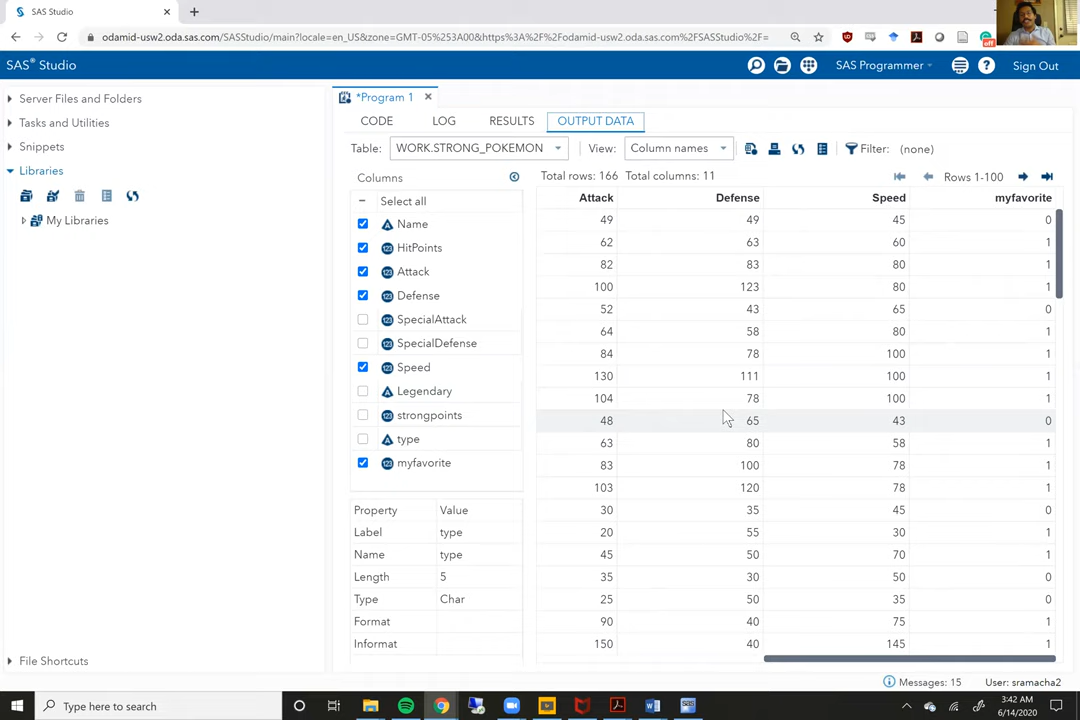 SAS Studio
odamid-usw2.oda.sas.com/SASStudio/main?locale=en_US&zone=GMT-05%253A00&https%3A%2F%2Fodamid-usw2.oda.sas.com%2FSASStudio%2F=
off
SAS® Studio
SAS Programmer
Sign Out
Server Files and Folders
Tasks and Utilities
Snippets
Libraries
My Libraries
File Shortcuts
*Program 1
CODE LOG RESULTS OUTPUT DATA
Table: WORK.STRONG_POKEMON View: Column names Filter: (none)
Columns
Total rows: 166 Total columns: 11 Rows 1-100
Select all
Name
HitPoints
Attack
Defense
SpecialAttack
SpecialDefense
Speed
Legendary
strongpoints
type
myfavorite
Property Value
Label type
Name type
Length 5
Type Char
Format
Informat
Attack Defense Speed myfavorite
49 49 45 0
62 63 60 1
82 83 80 1
100 123 80 1
52 43 65 0
64 58 80 1
84 78 100 1
130 111 100 1
104 78 100 1
48 65 43 0
63 80 58 1
83 100 78 1
103 120 78 1
30 35 45 0
20 55 30 1
45 50 70 1
35 30 50 0
25 50 35 0
90 40 75 1
150 40 145 1
Messages: 15 User: sramacha2
Type here to search
3:42 AM
6/14/2020